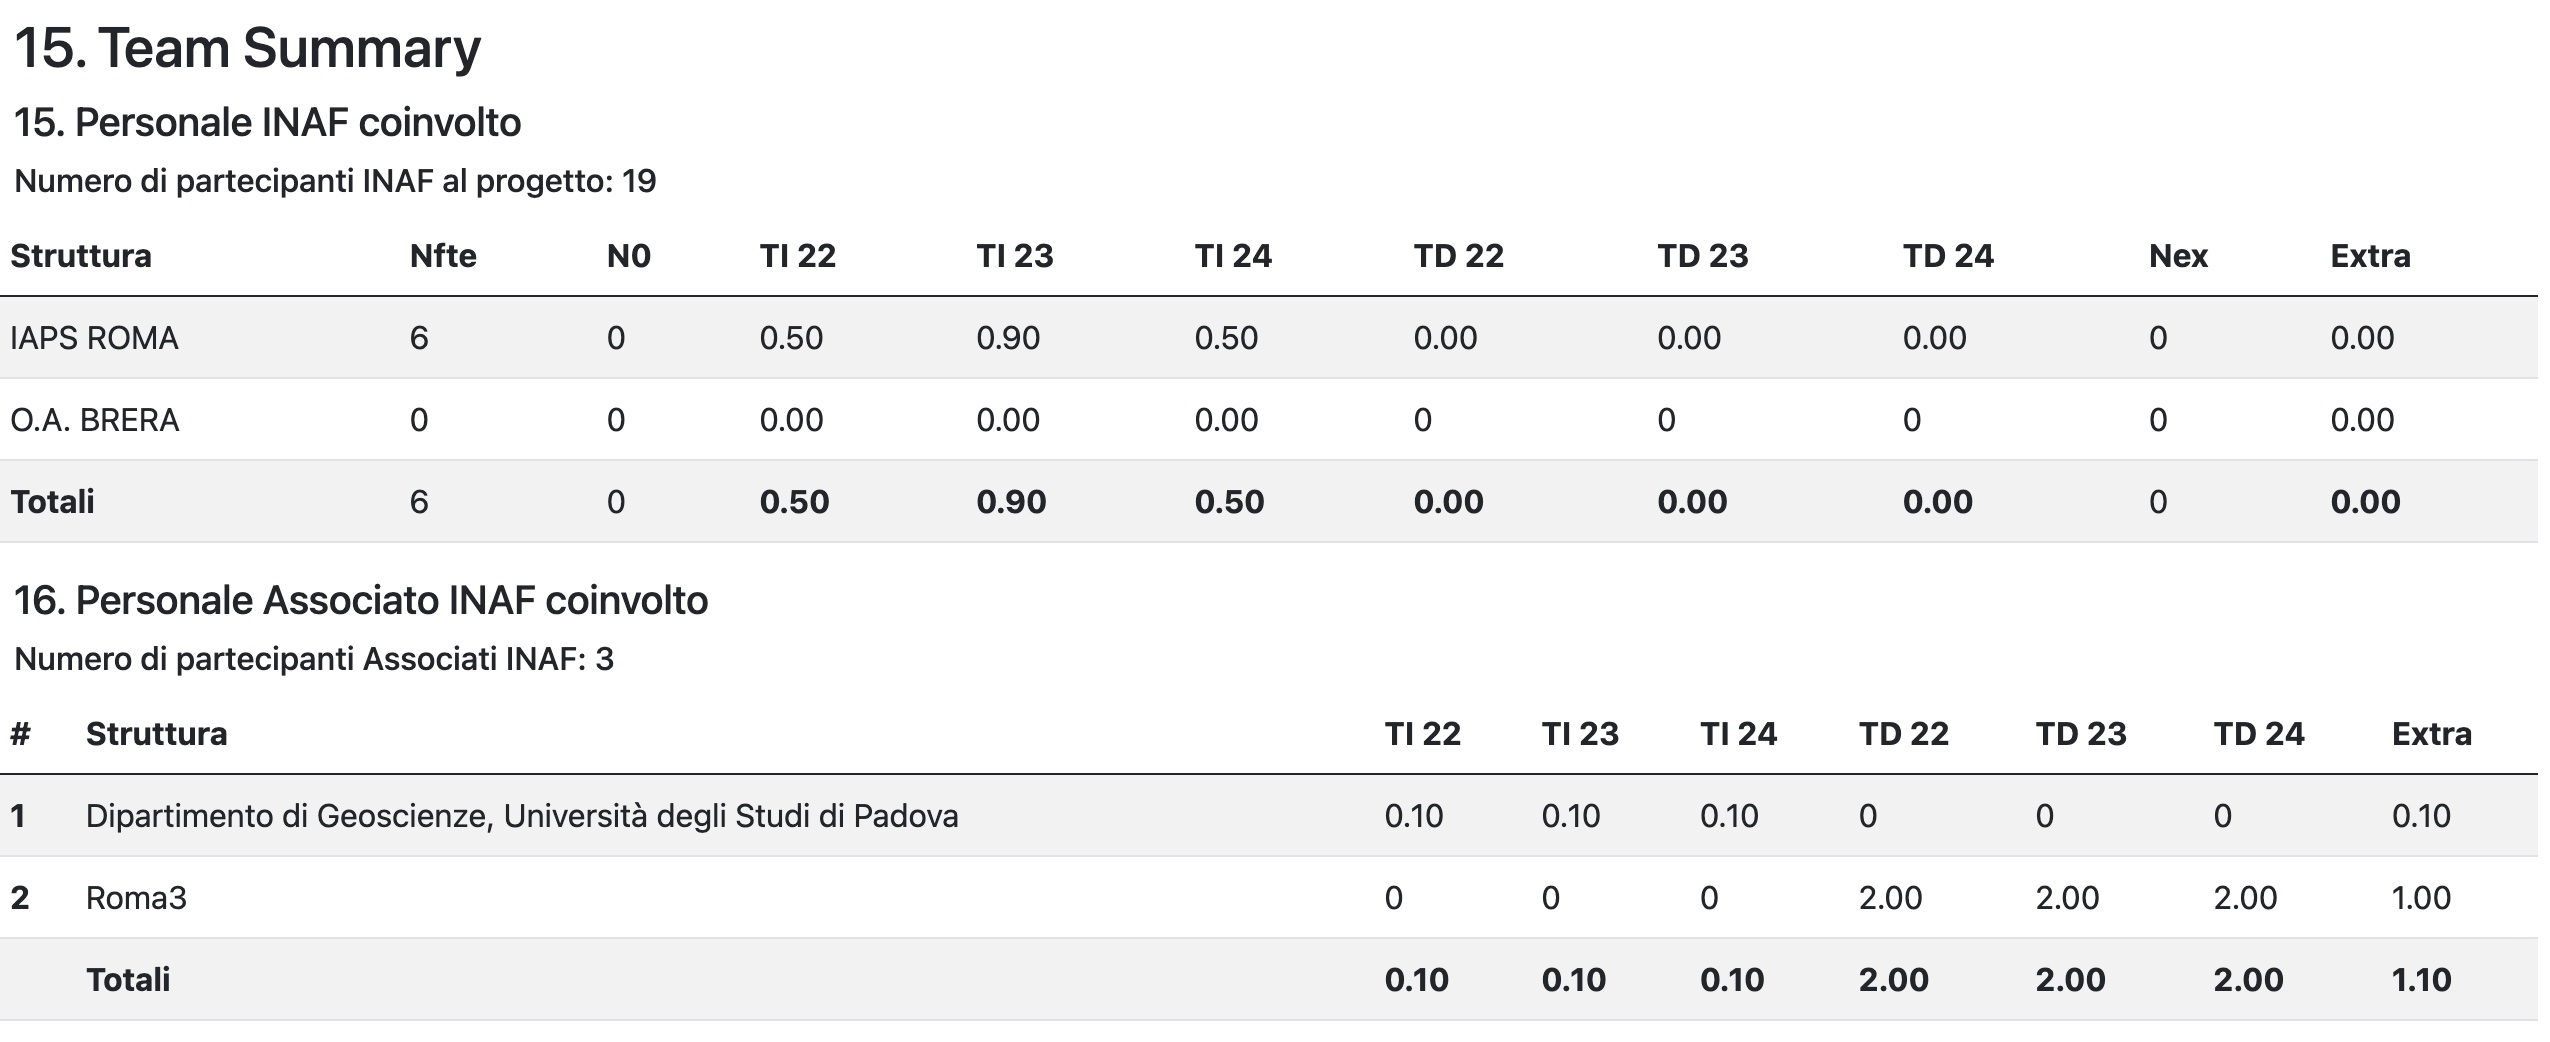 15. Team Summary
15. Personale INAF coinvolto
Numero di partecipanti INAF al progetto: 19
Struttura Nfte N0 TI 22 TI 23 TI 24 TD 22 TD 23 TD 24 Nex Extra
IAPS ROMA 6 0 0.50 0.90 0.50 0.00 0.00 0.00 0 0.00
O.A. BRERA 0 0 0.00 0.00 0.00 0 0 0 0 0.00
Totali 6 0 0.50 0.90 0.50 0.00 0.00 0.00 0 0.00
16. Personale Associato INAF coinvolto
Numero di partecipanti Associati INAF: 3
# Struttura TI 22 TI 23 TI 24 TD 22 TD 23 TD 24 Extra
1 Dipartimento di Geoscienze, Università degli Studi di Padova 0.10 0.10 0.10 0 0 0 0.10
2 Roma3 0 0 0 2.00 2.00 2.00 1.00
Totali 0.10 0.10 0.10 2.00 2.00 2.00 1.10